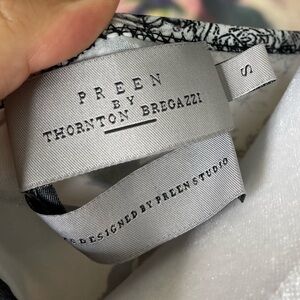 PREEN
BY
THORNTON BREGAZZI
S
DESIGNED BY PREEN STUDIO